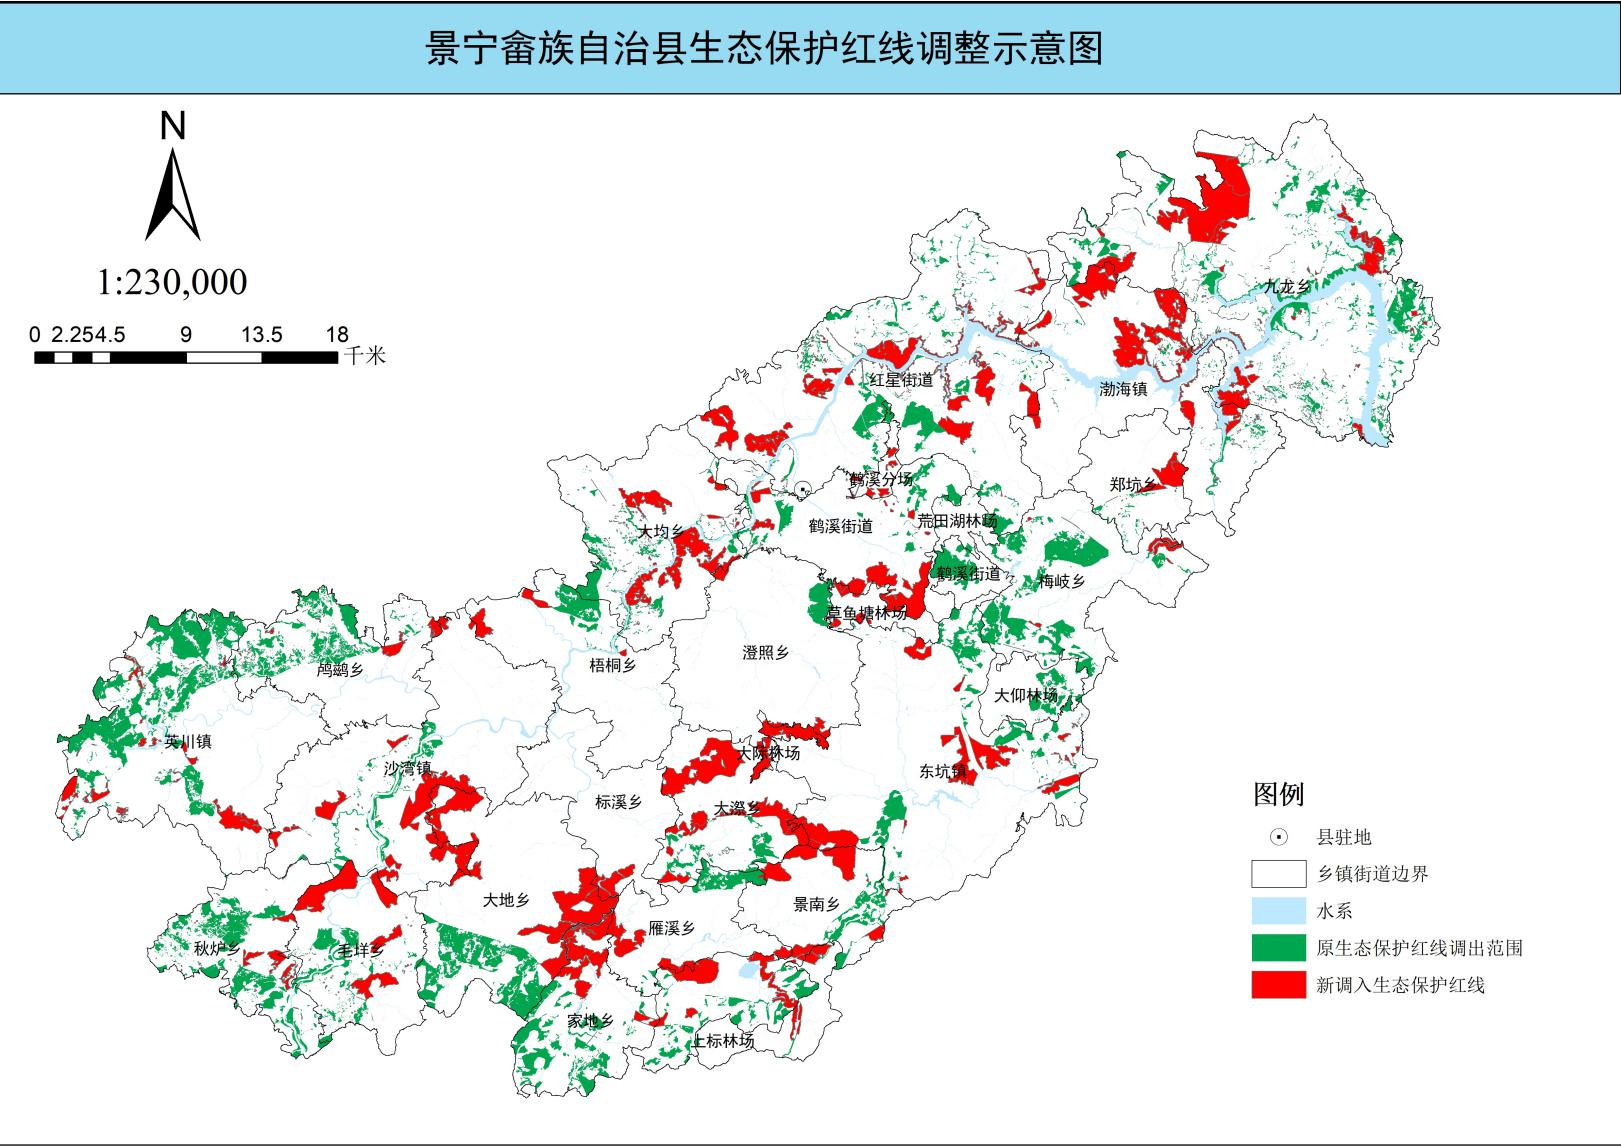 景宁畲族自治县生态保护红线调整示意图
N
1:230,000
0 2.25 4.5 9 13.5 18
千米
九龙乡
红星街道
渤海镇
鹤溪分场
郑坑乡
鹤溪街道
荒田湖林场
大均乡
鹤溪街道
梅岐乡
草鱼塘林场
梧桐乡
澄照乡
鸬鹚乡
大仰林场
英川镇
大际林场
沙湾镇
东坑镇
标溪乡
大漈乡
大地乡
景南乡
雁溪乡
秋炉乡
毛垟乡
家地乡
上标林场
图例
县驻地
乡镇街道边界
水系
原生态保护红线调出范围
新调入生态保护红线